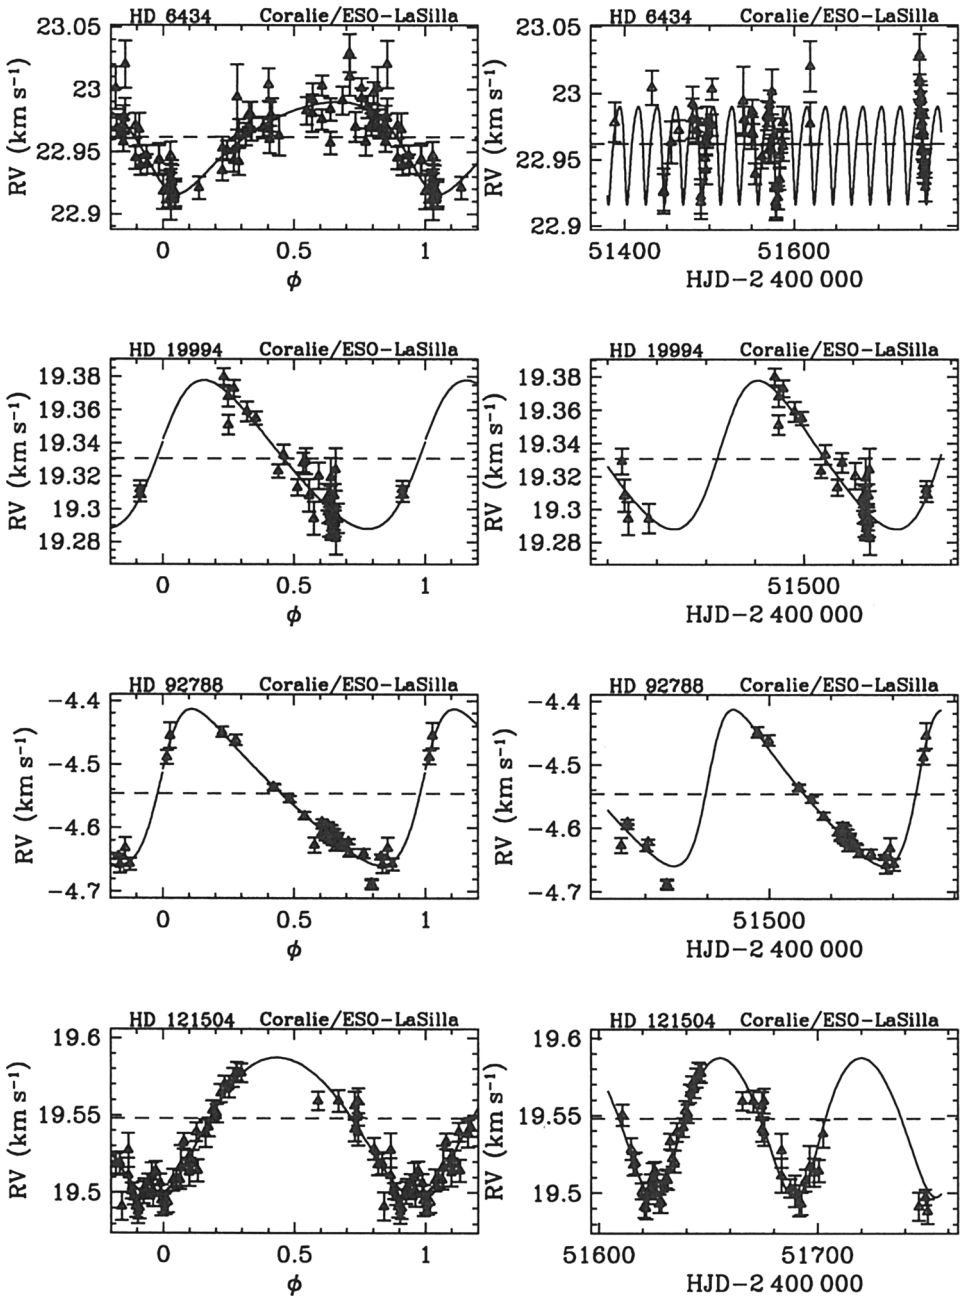 HD 6434 Coralie/ESO-LaSilla
23.05
23
22.95
22.9
RV (km s⁻¹)
0 0.5 1
ϕ
HD 6434 Coralie/ESO-LaSilla
23.05
23
22.95
22.9
RV (km s⁻¹)
51400 51600
HJD-2 400 000
HD 19994 Coralie/ESO-LaSilla
19.38
19.36
19.34
19.32
19.3
19.28
RV (km s⁻¹)
0 0.5 1
ϕ
HD 19994 Coralie/ESO-LaSilla
19.38
19.36
19.34
19.32
19.3
19.28
RV (km s⁻¹)
51500
HJD-2 400 000
HD 92788 Coralie/ESO-LaSilla
-4.4
-4.5
-4.6
-4.7
RV (km s⁻¹)
0 0.5 1
ϕ
HD 92788 Coralie/ESO-LaSilla
-4.4
-4.5
-4.6
-4.7
RV (km s⁻¹)
51500
HJD-2 400 000
HD 121504 Coralie/ESO-LaSilla
19.6
19.55
19.5
RV (km s⁻¹)
0 0.5 1
ϕ
HD 121504 Coralie/ESO-LaSilla
19.6
19.55
19.5
RV (km s⁻¹)
51600 51700
HJD-2 400 000